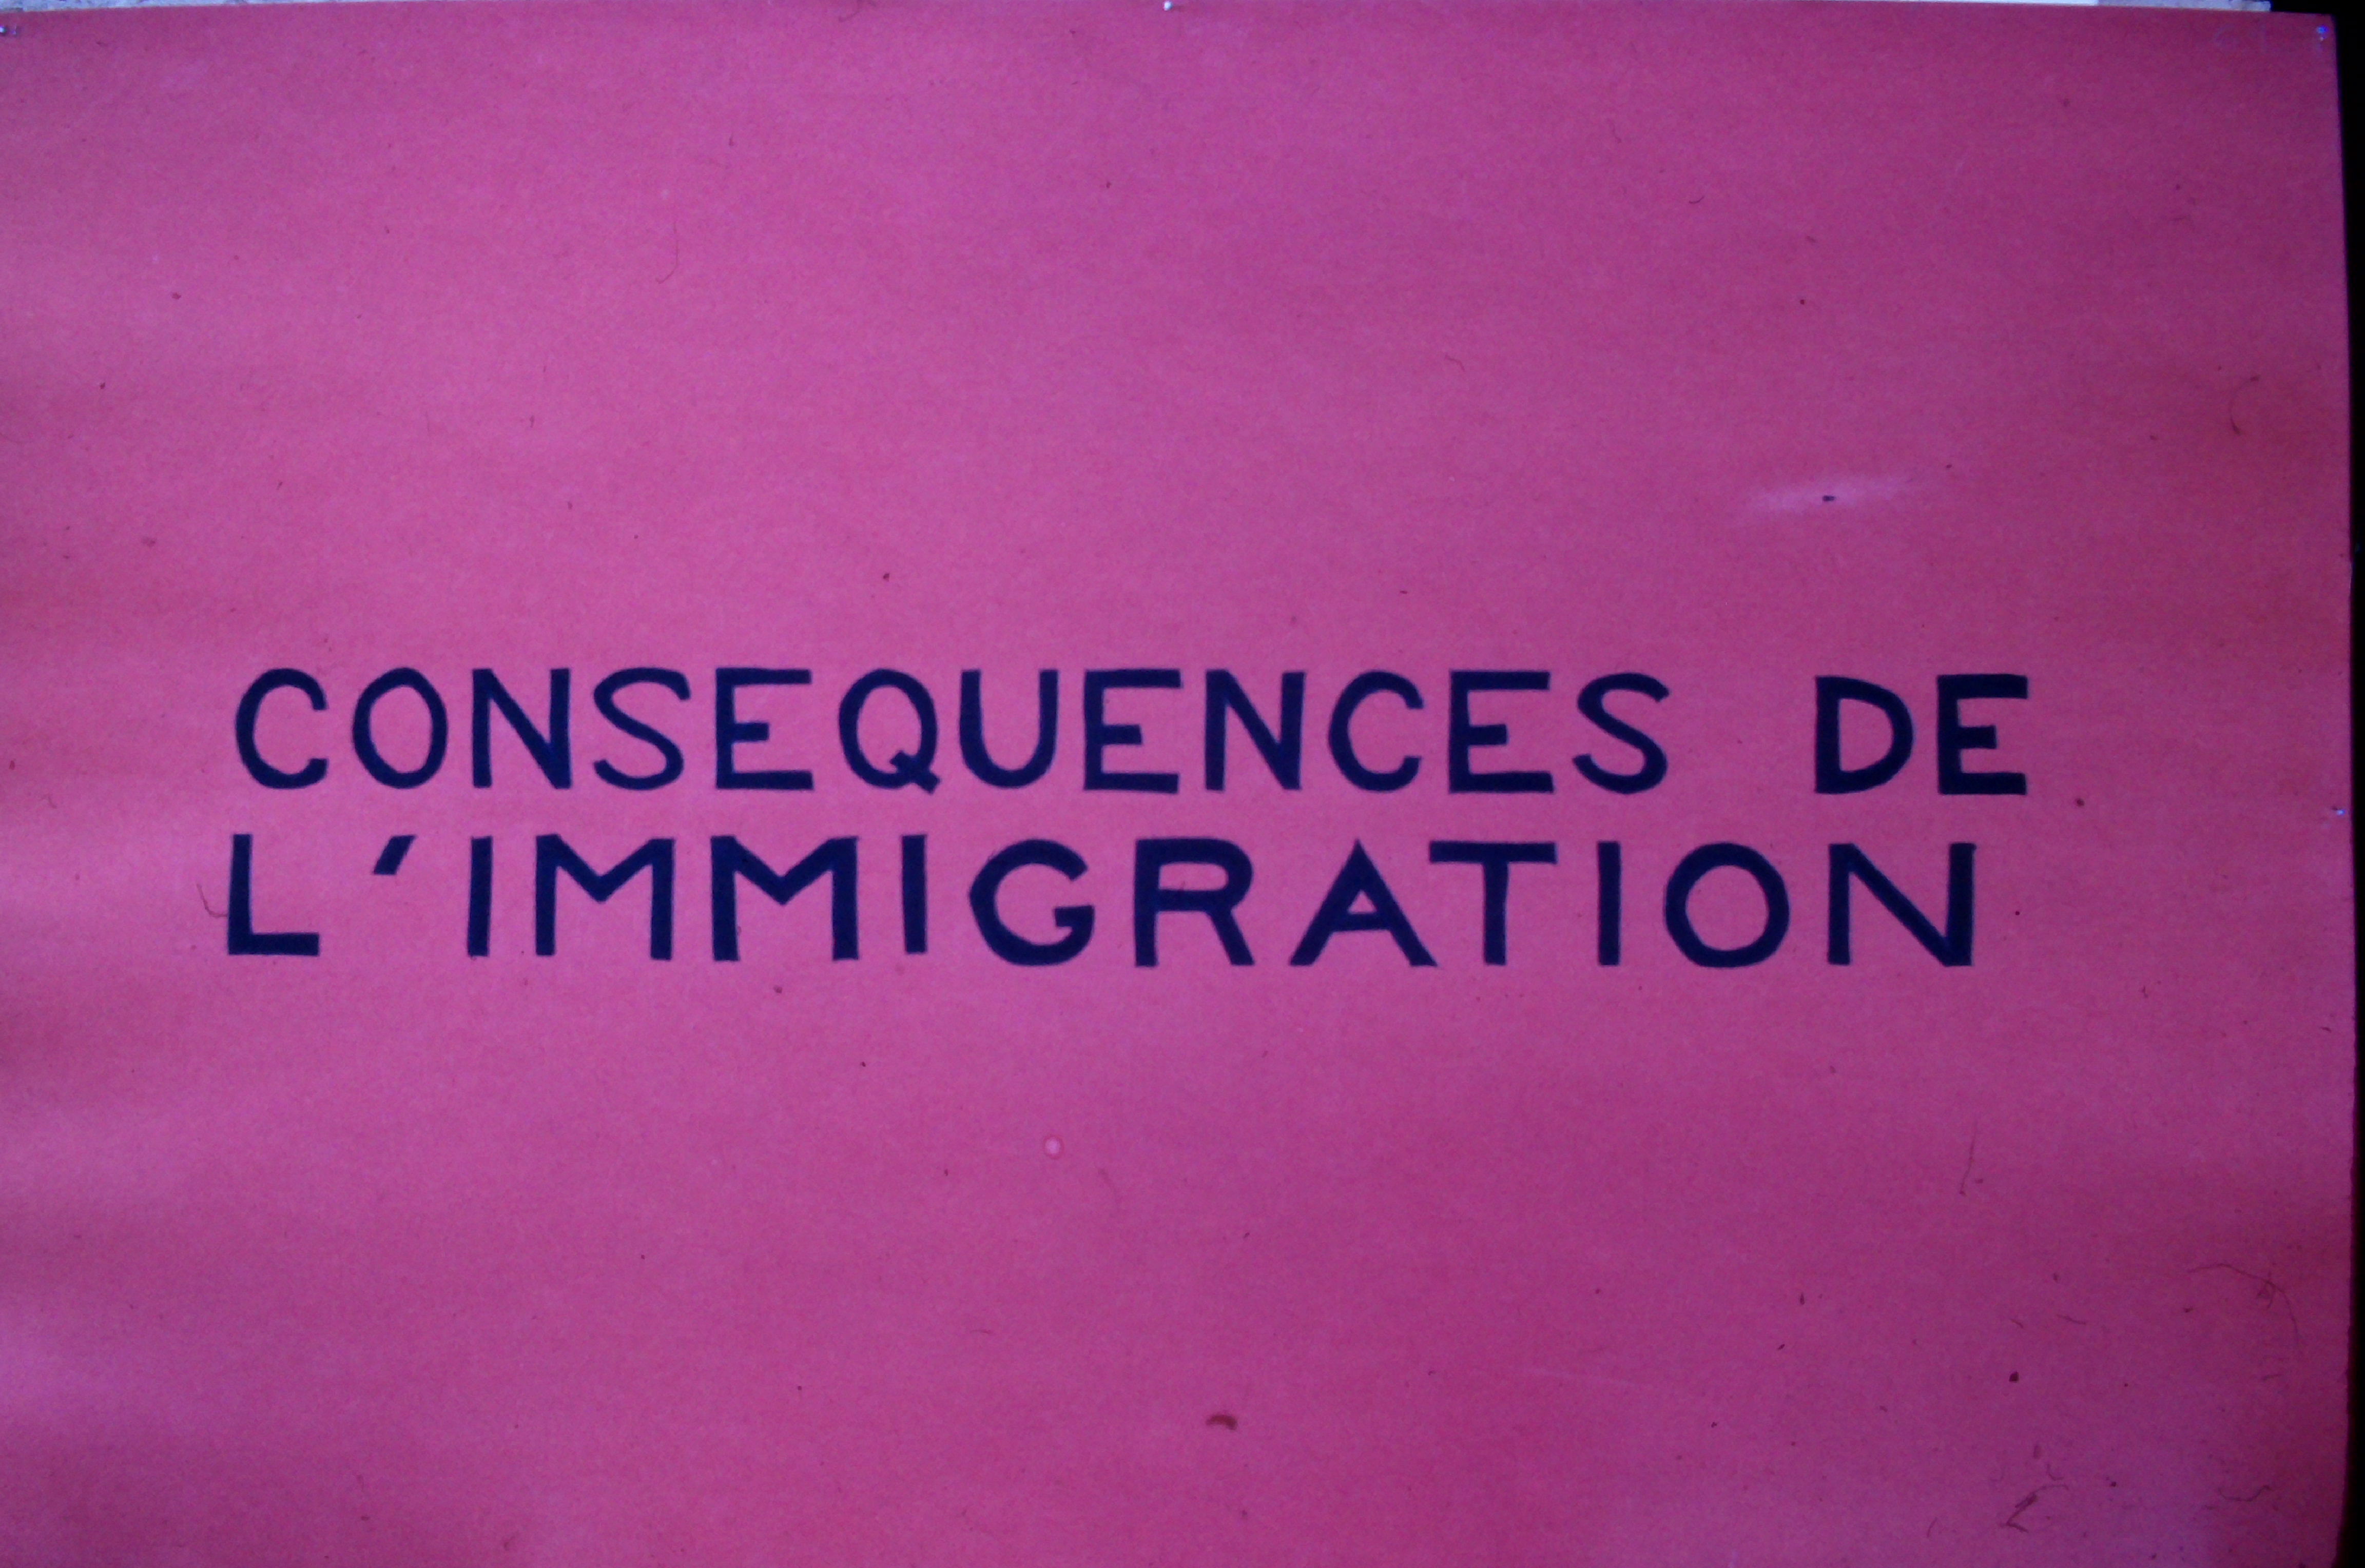 CONSEQUENCES DE
L'IMMIGRATION